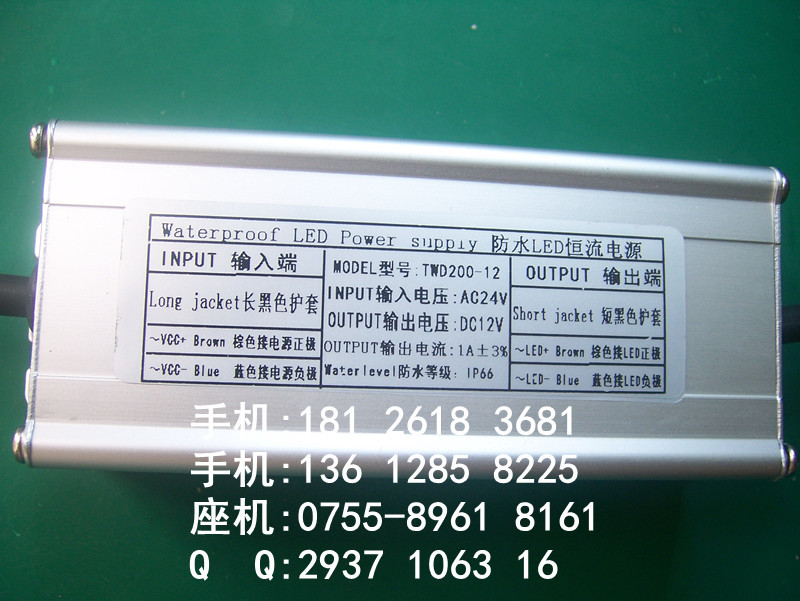 Waterproof LED Power supply 防水LED恒流电源
INPUT 输入端
Long jacket长黑色护套
～VCC+ Brown 棕色接电源正极
～VCC- Blue 蓝色接电源负极
MODEL型号:TWD200-12
INPUT输入电压:AC24V
OUTPUT输出电压:DC12V
OUTPUT输出电流:1A±3%
Waterlevel防水等级: IP66
OUTPUT 输出端
Short jacket 短黑色护套
～LED+ Brown 棕色接LED正极
～LED- Blue 蓝色接LED负极
手机:181 2618 3681
手机:136 1285 8225
座机:0755-8961 8161
Q Q:2937 1063 16